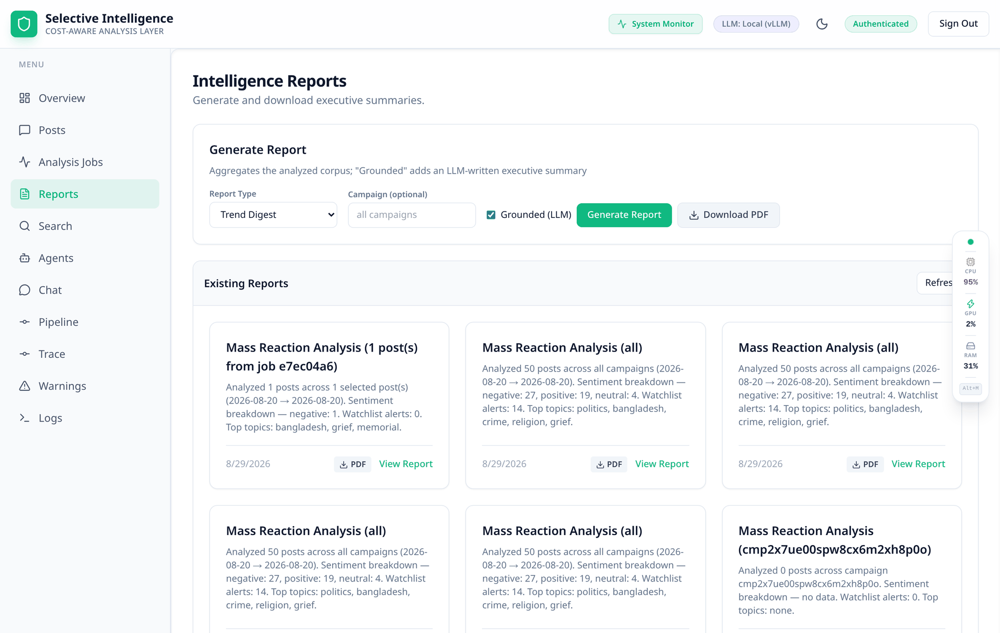 Selective Intelligence
COST-AWARE ANALYSIS LAYER
System Monitor
LLM: Local (vLLM)
Authenticated
Sign Out
MENU
Overview
Posts
Analysis Jobs
Reports
Search
Agents
Chat
Pipeline
Trace
Warnings
Logs
Intelligence Reports
Generate and download executive summaries.
Generate Report
Aggregates the analyzed corpus; "Grounded" adds an LLM-written executive summary
Report Type
Trend Digest
Campaign (optional)
all campaigns
Grounded (LLM)
Generate Report
Download PDF
Existing Reports
Refres
CPU
95%
GPU
2%
RAM
31%
Alt+M
Mass Reaction Analysis (1 post(s)
from job e7ec04a6)
Analyzed 1 posts across 1 selected post(s)
(2026-08-20 → 2026-08-20). Sentiment
breakdown — negative: 1. Watchlist alerts: 0.
Top topics: bangladesh, grief, memorial.
8/29/2026
PDF
View Report
Mass Reaction Analysis (all)
Analyzed 50 posts across all campaigns (2026-
08-20 → 2026-08-20). Sentiment breakdown —
negative: 27, positive: 19, neutral: 4. Watchlist
alerts: 14. Top topics: politics, bangladesh,
crime, religion, grief.
8/29/2026
PDF
View Report
Mass Reaction Analysis (all)
Analyzed 50 posts across all campaigns (2026-
08-20 → 2026-08-20). Sentiment breakdown —
negative: 27, positive: 19, neutral: 4. Watchlist
alerts: 14. Top topics: politics, bangladesh,
crime, religion, grief.
8/29/2026
PDF
View Report
Mass Reaction Analysis (all)
Analyzed 50 posts across all campaigns (2026-
08-20 → 2026-08-20). Sentiment breakdown —
negative: 27, positive: 19, neutral: 4. Watchlist
alerts: 14. Top topics: politics, bangladesh,
crime, religion, grief.
Mass Reaction Analysis (all)
Analyzed 50 posts across all campaigns (2026-
08-20 → 2026-08-20). Sentiment breakdown —
negative: 27, positive: 19, neutral: 4. Watchlist
alerts: 14. Top topics: politics, bangladesh,
crime, religion, grief.
Mass Reaction Analysis
(cmp2x7ue00spw8cx6m2xh8p0o)
Analyzed 0 posts across campaign
cmp2x7ue00spw8cx6m2xh8p0o. Sentiment
breakdown — no data. Watchlist alerts: 0. Top
topics: none.